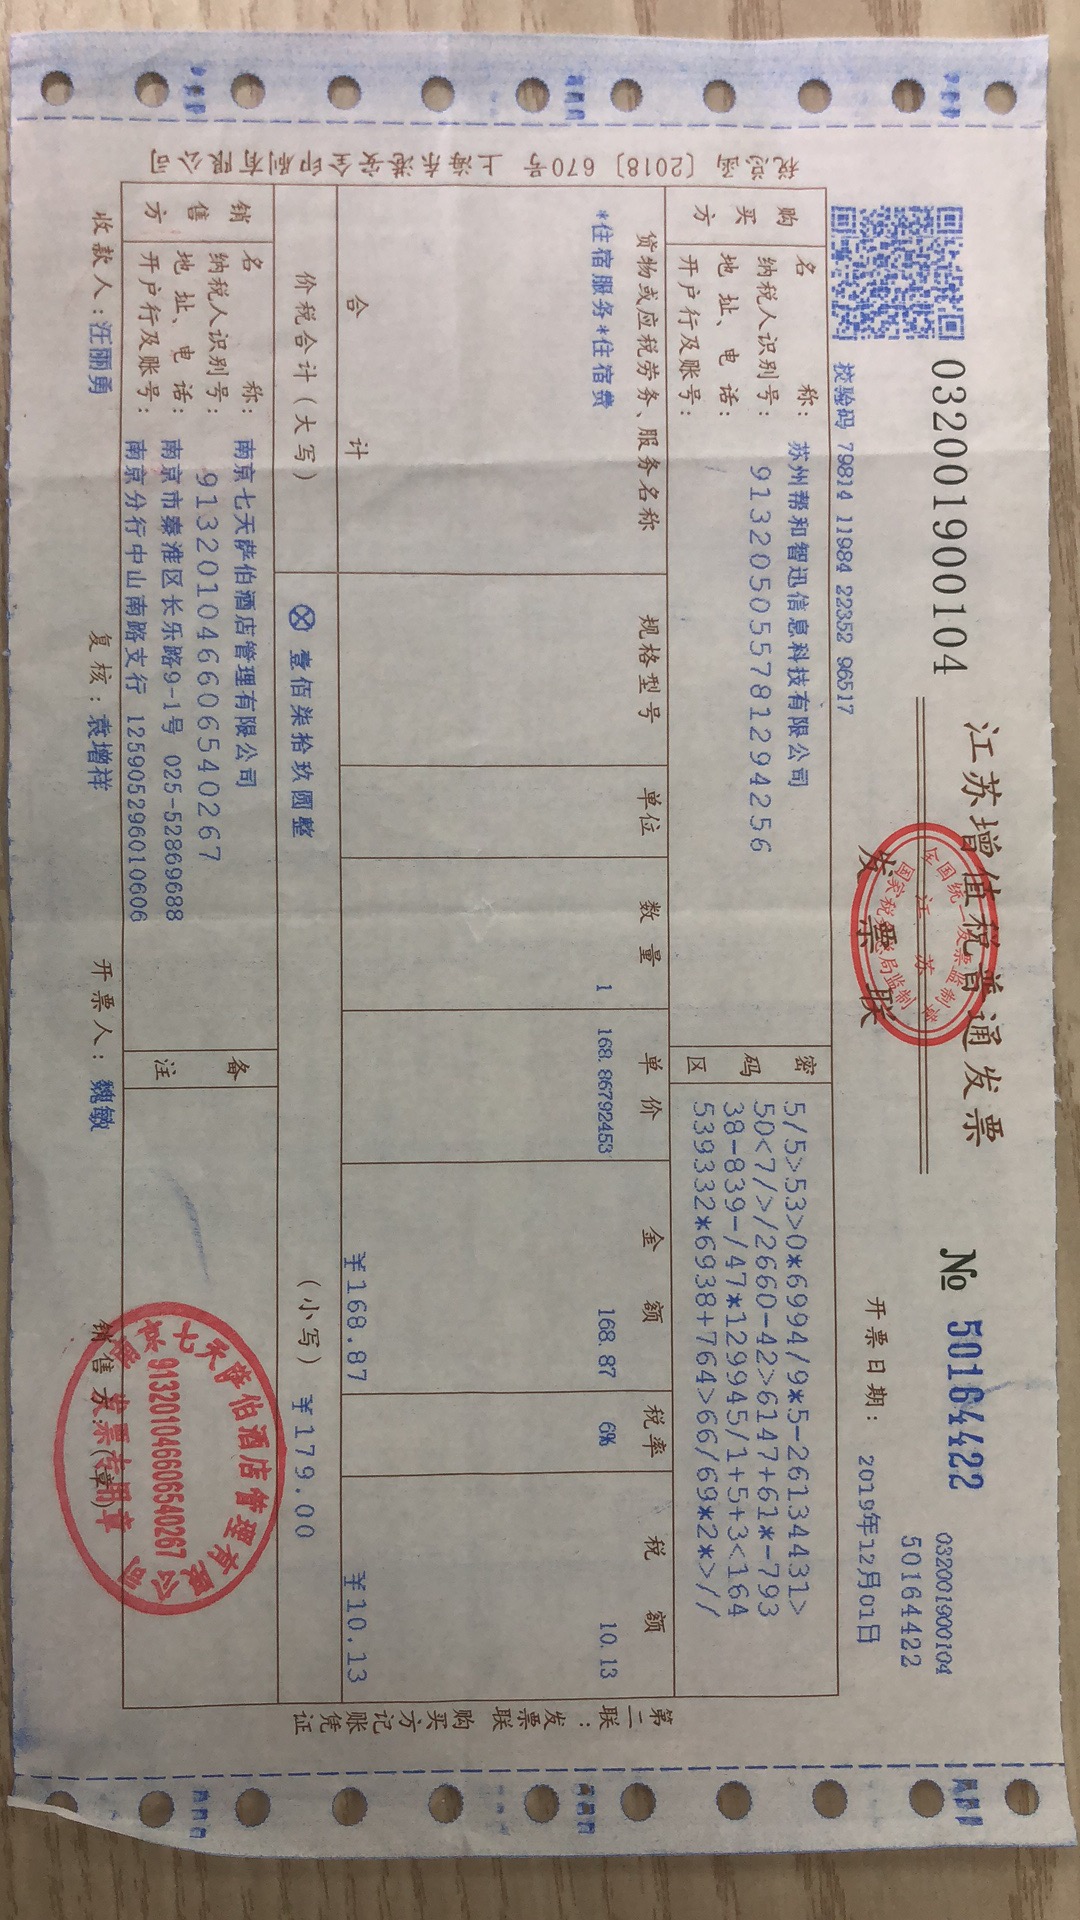 032001900104
江苏增值税普通发票
发票联
№ 50164422
032001900104
50164422
校验码 79814 11984 22352 96517
开票日期: 2019年12月01日
全国统一发票监制章
江苏
国家税务总局监制
税总函〔2018〕670号 上海东港安全印刷有限公司
购买方
名称: 苏州帮和智迅信息科技有限公司
纳税人识别号: 913205055781294256
地址、电话:
开户行及账号:
密码区
5/5>53>0*6994/9*5-26134431>
50<7/>/2660-42>6147+61*-793
38-839-/47*129945/1+5+3<164
539332*6938+764>66/69*2*>//
货物或应税劳务、服务名称 规格型号 单位 数量 单价 金额 税率 税额
*住宿服务*住宿费 1 168.86792453 168.87 6% 10.13
合计 ¥168.87 ¥10.13
价税合计(大写) ⊗壹佰柒拾玖圆整 (小写) ¥179.00
销售方
名称: 南京七天萨伯酒店管理有限公司
纳税人识别号: 913201046606540267
地址、电话: 南京市秦淮区长乐路9-1号 025-52869688
开户行及账号: 南京分行中山南路支行 125905296010606
备注
收款人: 汪丽勇 复核: 袁增祥 开票人: 魏敏 销售方:(章)
南京七天萨伯酒店管理有限公司
913201046606540267
发票专用章
第二联:发票联 购买方记账凭证